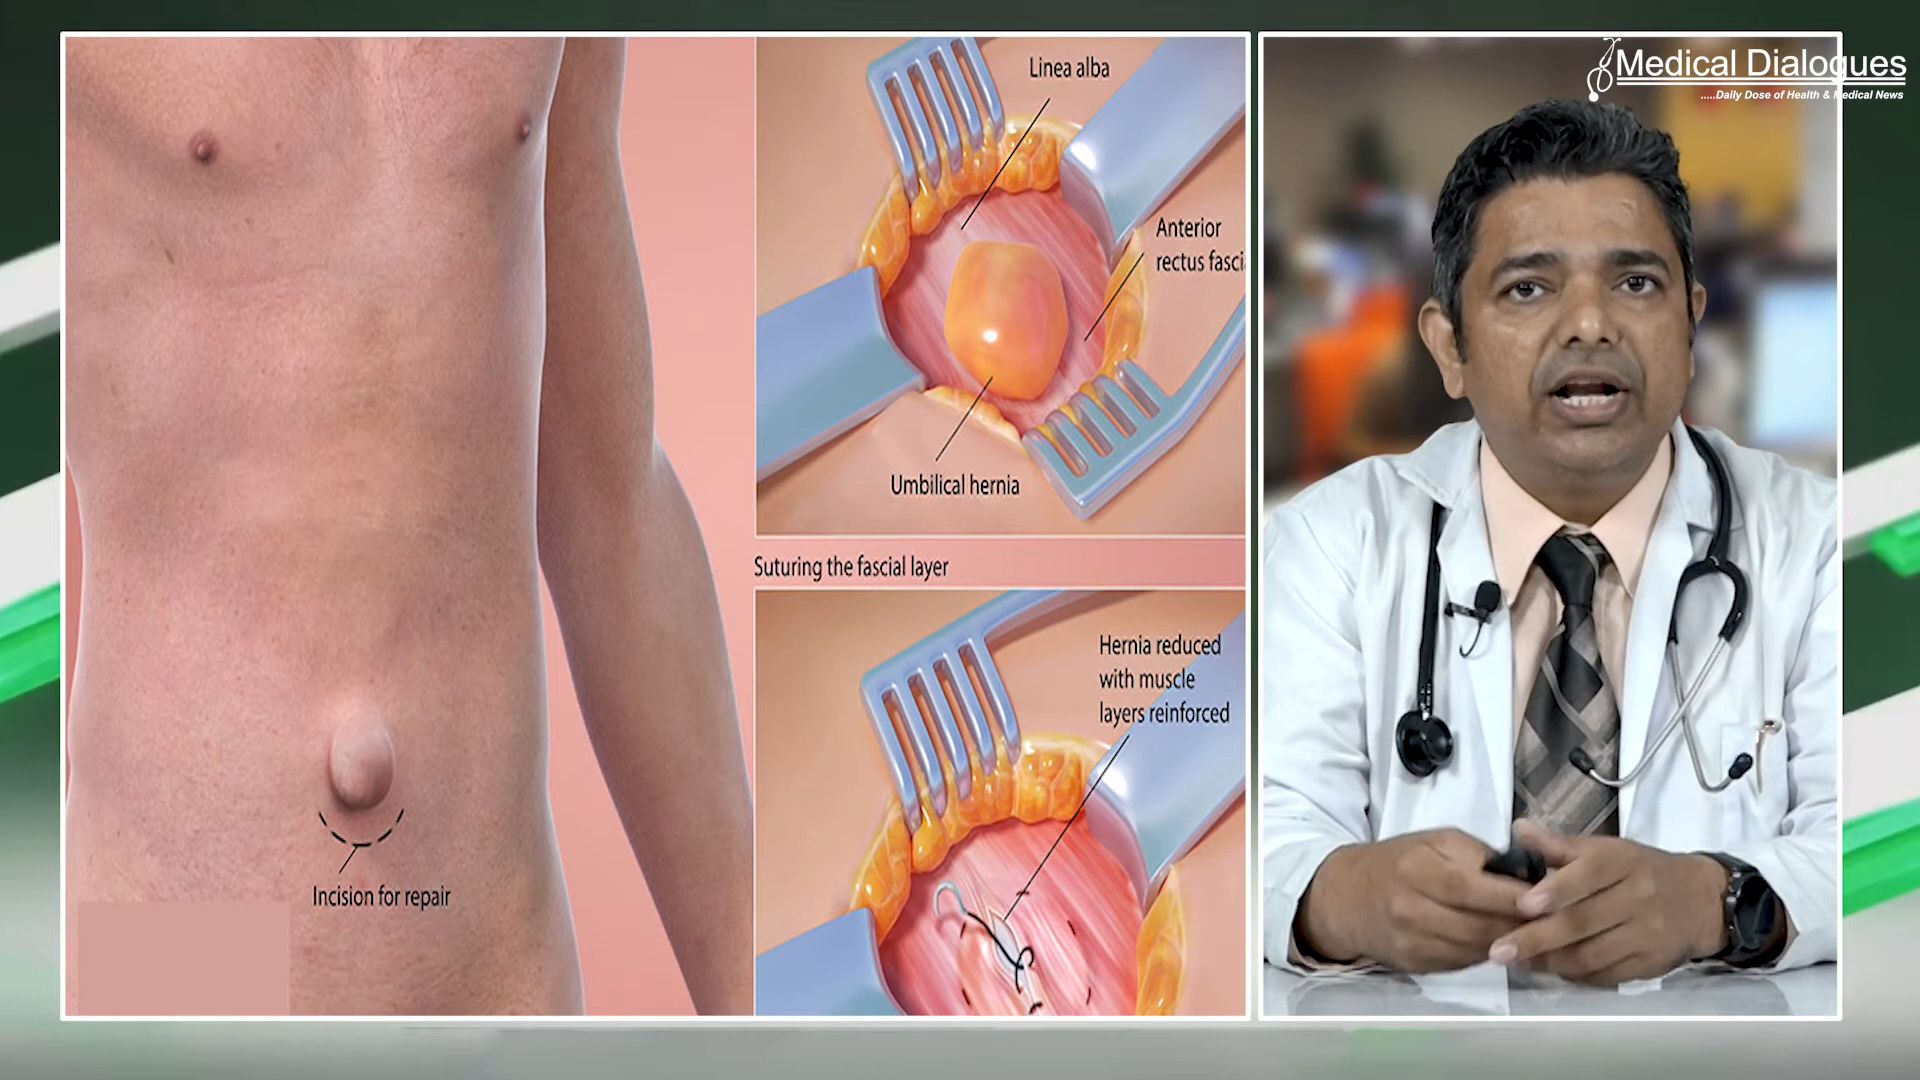 Medical Dialogues
.....Daily Dose of Health & Medical News
Linea alba
Anterior
rectus fasci
Umbilical hernia
Suturing the fascial layer
Hernia reduced
with muscle
layers reinforced
Incision for repair